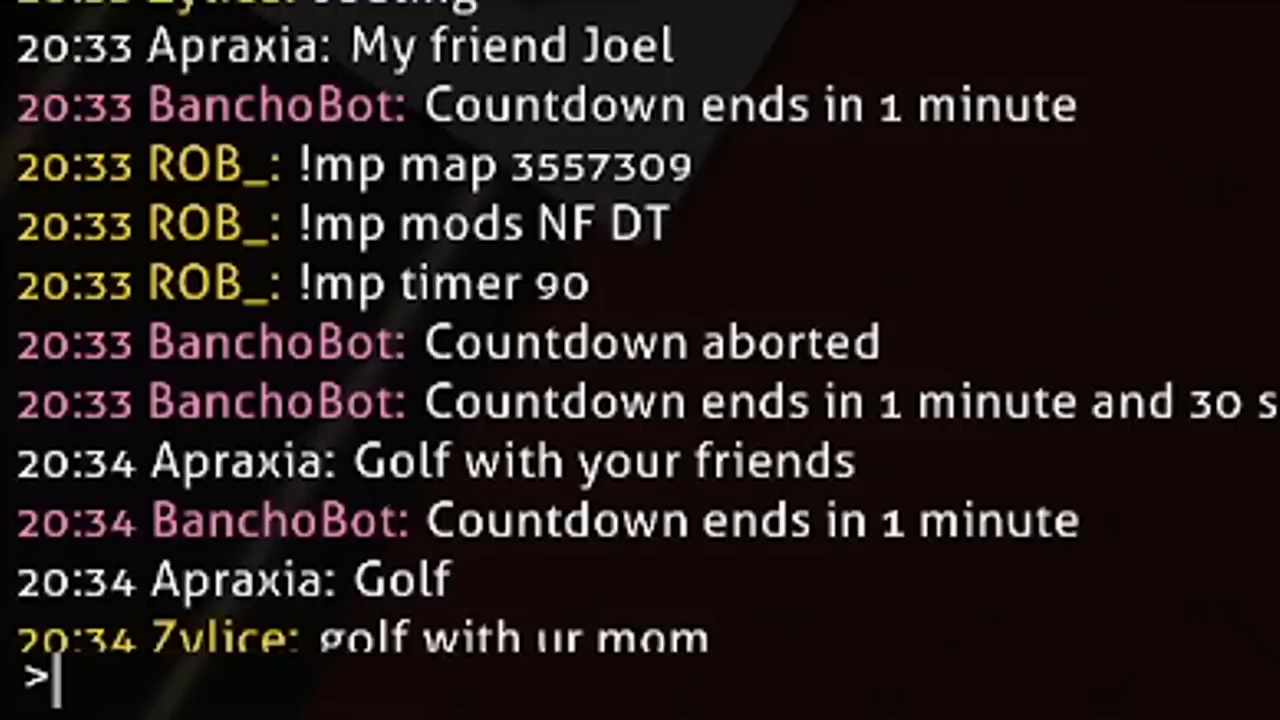 20:33 Apraxia: My friend Joel
20:33 BanchoBot: Countdown ends in 1 minute
20:33 ROB_: !mp map 3557309
20:33 ROB_: !mp mods NF DT
20:33 ROB_: !mp timer 90
20:33 BanchoBot: Countdown aborted
20:33 BanchoBot: Countdown ends in 1 minute and 30 s
20:34 Apraxia: Golf with your friends
20:34 BanchoBot: Countdown ends in 1 minute
20:34 Apraxia: Golf
20:34 Zylice: golf with ur mom
>